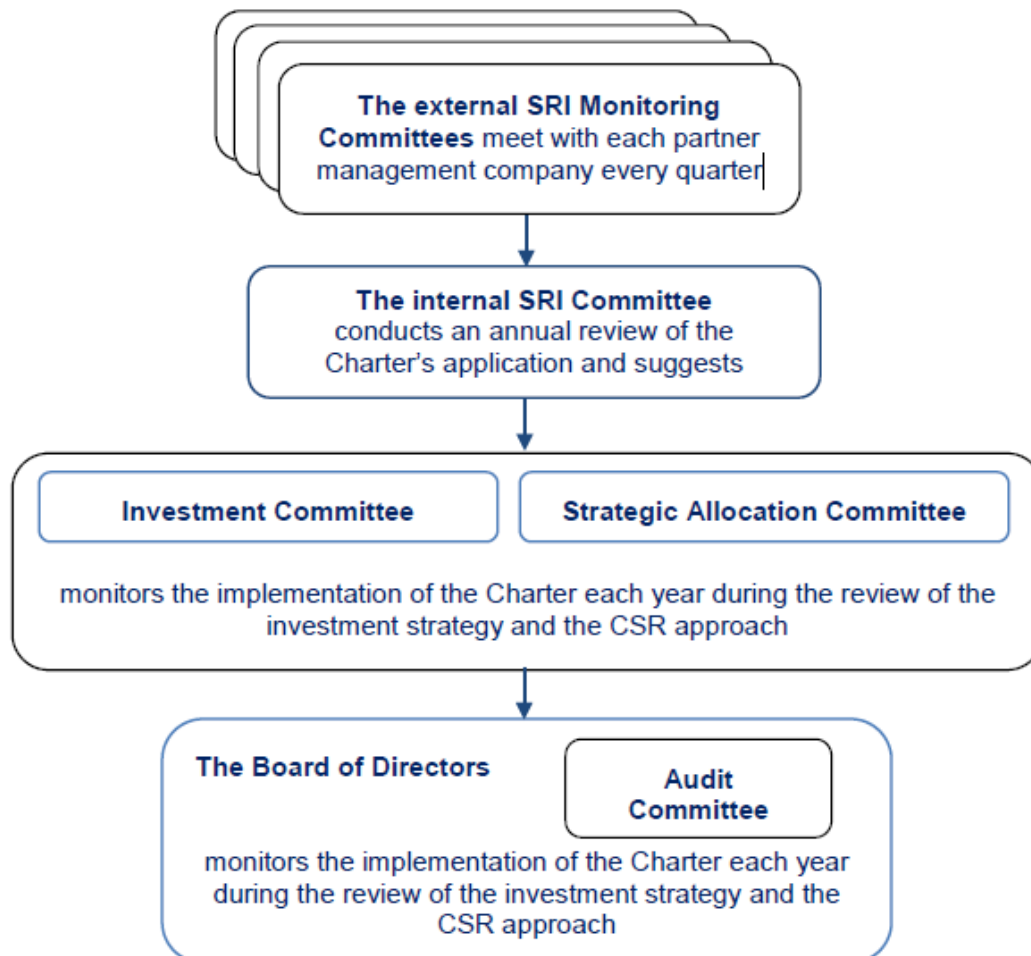 The external SRI Monitoring
Committees meet with each partner
management company every quarter
The internal SRI Committee
conducts an annual review of the
Charter's application and suggests
Investment Committee
Strategic Allocation Committee
monitors the implementation of the Charter each year during the review of the
investment strategy and the CSR approach
The Board of Directors
Audit
Committee
monitors the implementation of the Charter each year
during the review of the investment strategy and the
CSR approach